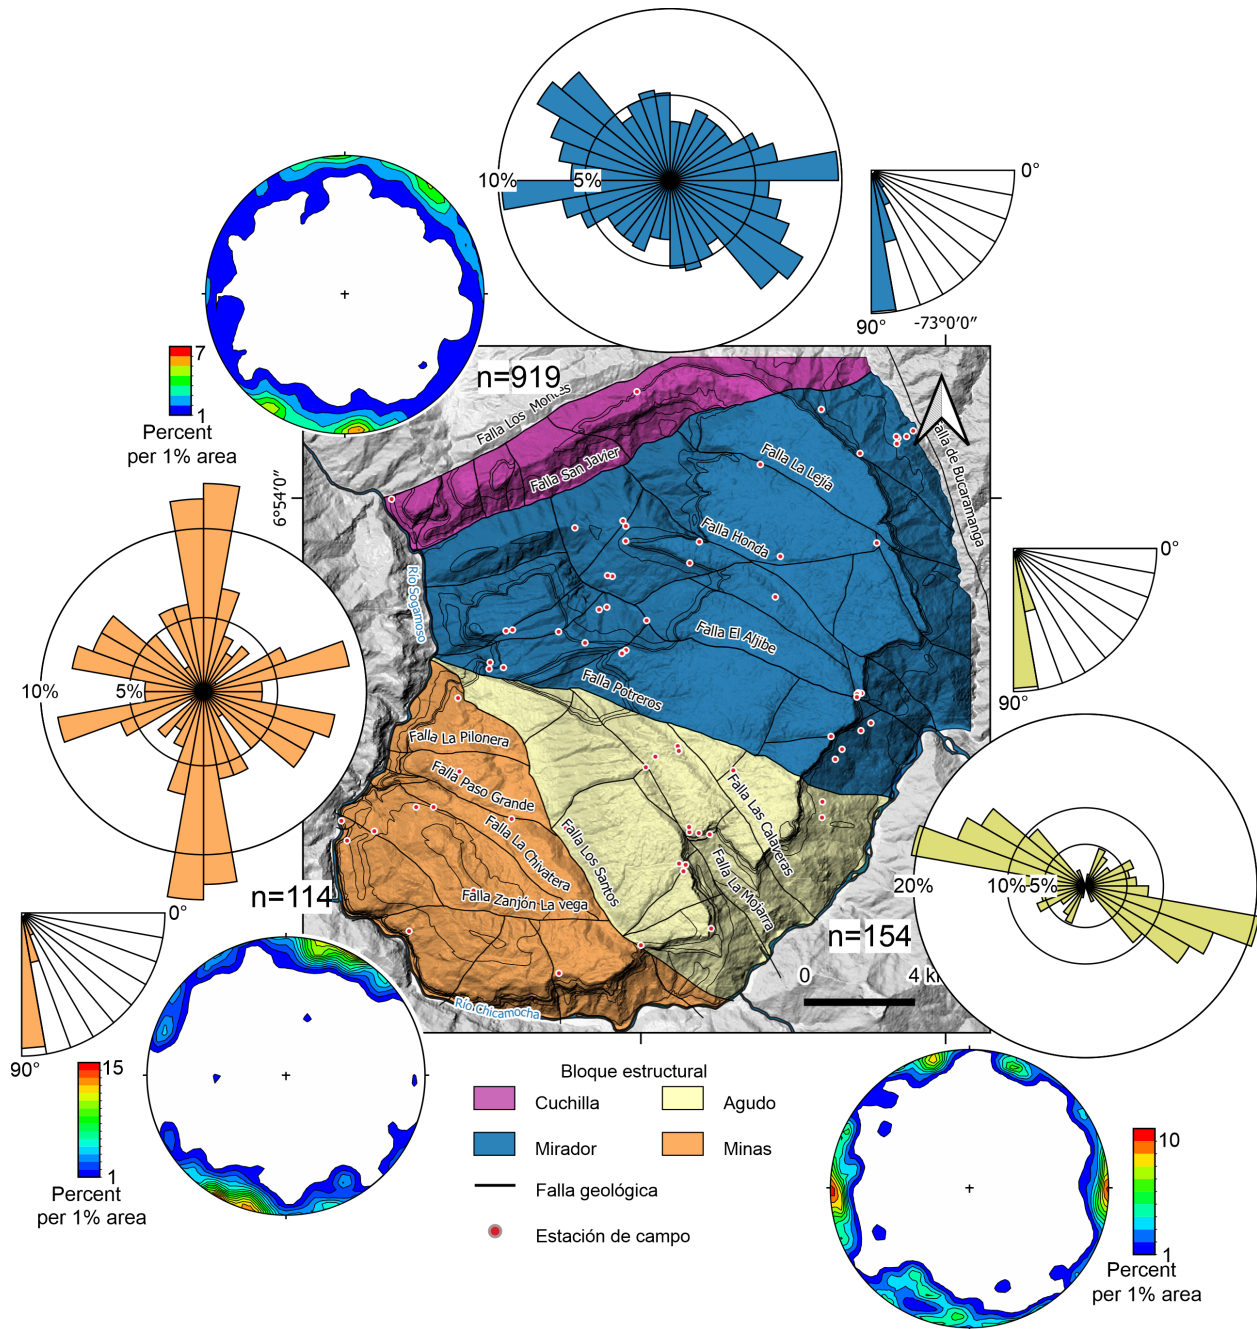 10%
5%
0°
90°
-73°0′0″
7
1
Percent
per 1% area
n=919
Falla Los Montes
Falla San Javier
Falla La Lejía
Falla de Bucaramanga
6°54′0″
Falla Honda
Río Sogamoso
Falla El Aljibe
Falla Potreros
0°
90°
10%
5%
Falla La Pilonera
Falla Paso Grande
Falla La Chivatera
Falla Los Santos
Falla Las Calaveras
Falla La Mojarra
Falla Zanjón La vega
20%
10%
5%
n=114
n=154
0
4 k
0°
90°
Río Chicamocha
15
1
Percent
per 1% area
Bloque estructural
Cuchilla
Agudo
Mirador
Minas
Falla geológica
Estación de campo
10
1
Percent
per 1% area